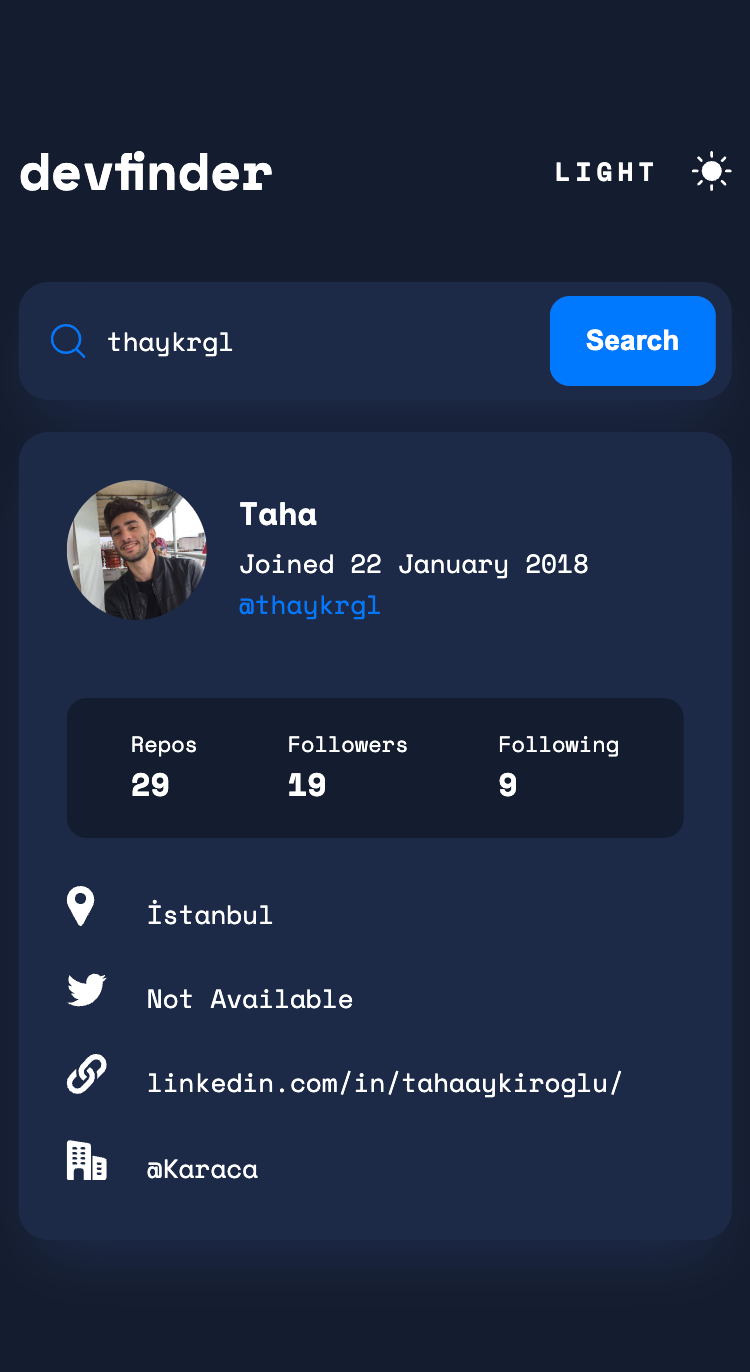 devfinder
LIGHT
thaykrgl
Search
Taha
Joined 22 January 2018
@thaykrgl
Repos Followers Following
29 19 9
İstanbul
Not Available
linkedin.com/in/tahaaykiroglu/
@Karaca